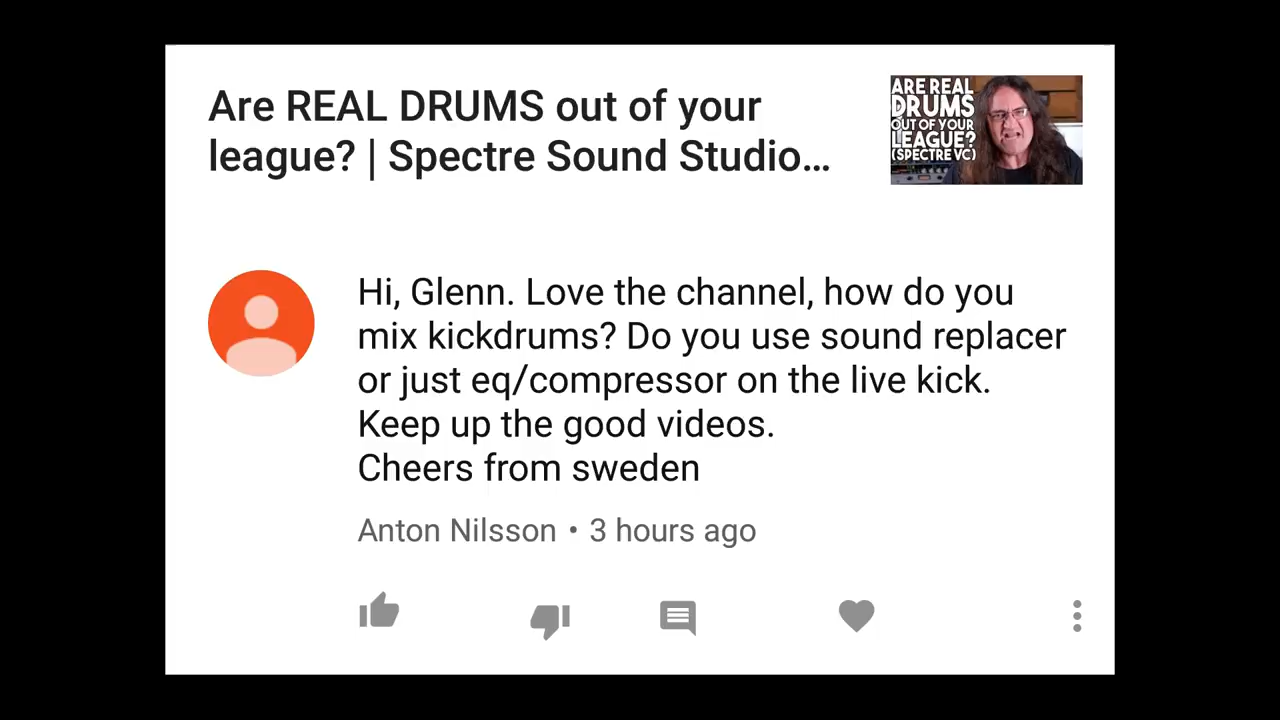 Are REAL DRUMS out of your
league? | Spectre Sound Studio...
ARE REAL
DRUMS
OUT OF YOUR
LEAGUE?
(SPECTRE VC)
Hi, Glenn. Love the channel, how do you
mix kickdrums? Do you use sound replacer
or just eq/compressor on the live kick.
Keep up the good videos.
Cheers from sweden
Anton Nilsson • 3 hours ago